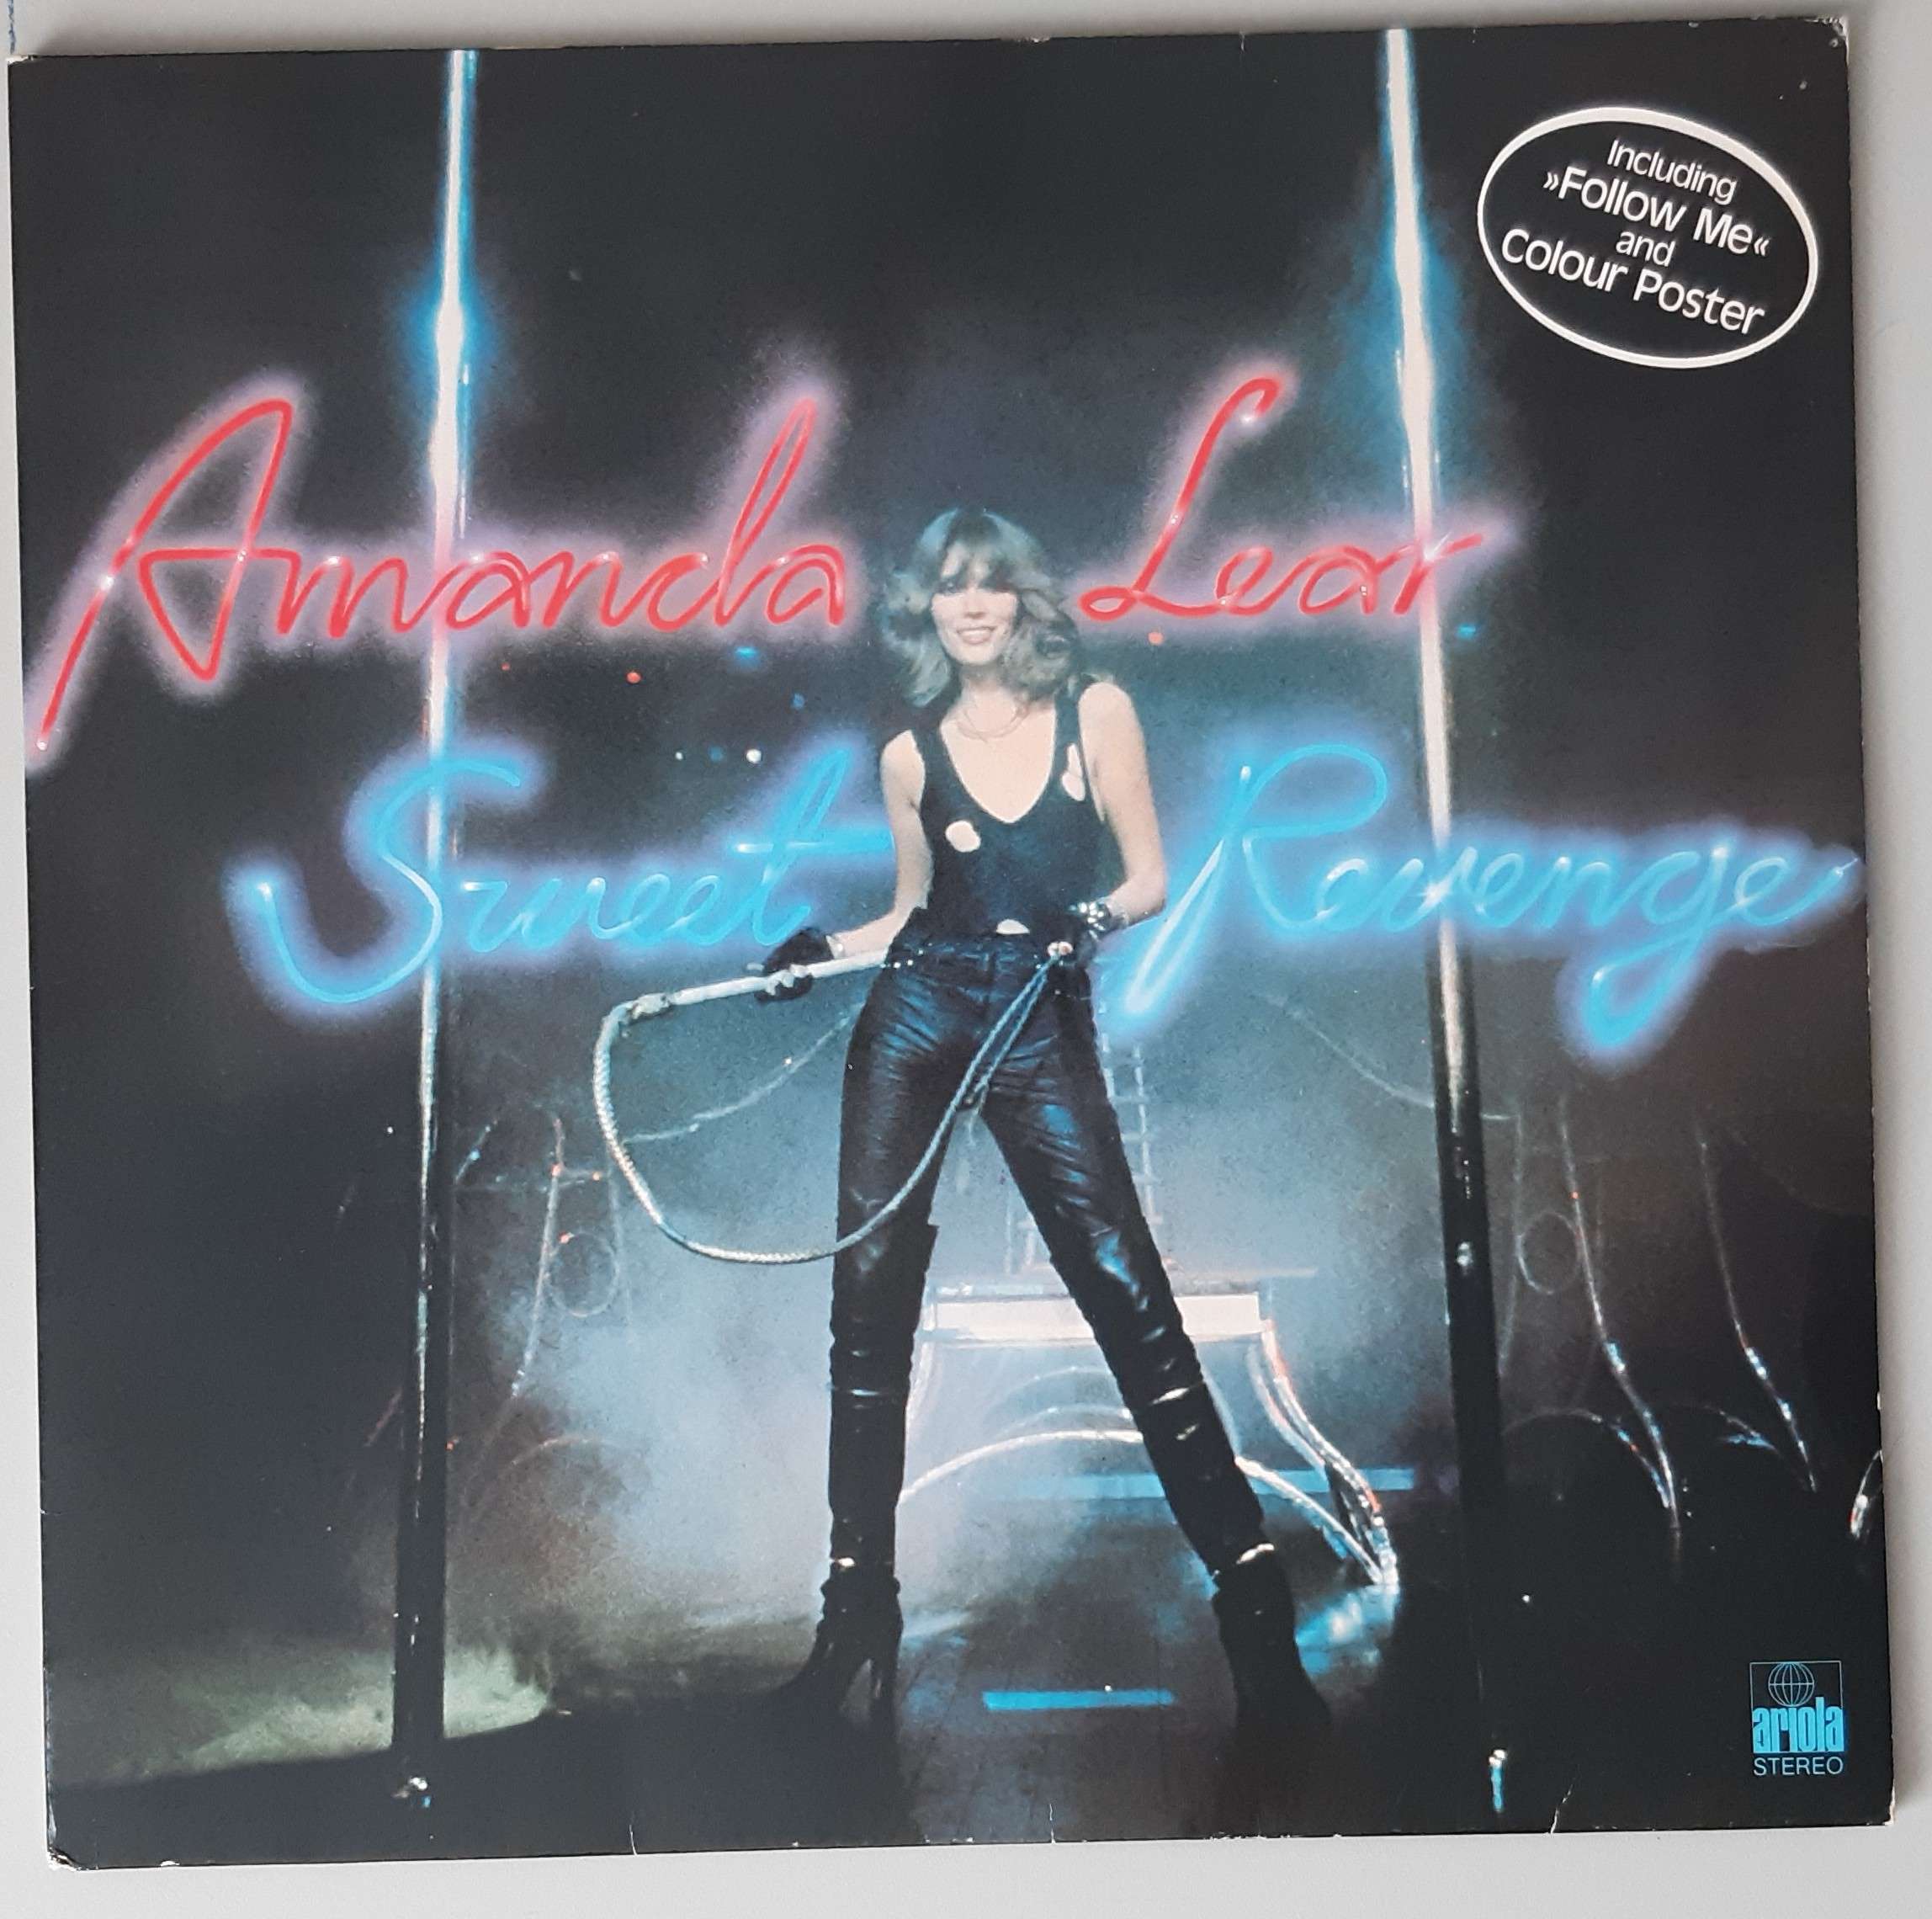 Including
»Follow Me«
and
Colour Poster
Amanda Lear
Sweet Revenge
ariola
STEREO